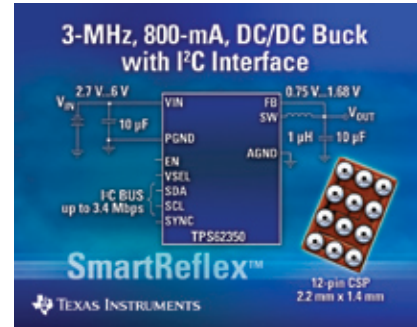 3-MHz, 800-mA, DC/DC Buck
with I²C Interface
2.7 V...6 V
0.75 V...1.68 V
VIN
VIN
FB
SW
VOUT
10 µF
1 µH
10 µF
PGND
AGND
EN
VSEL
I²C BUS
up to 3.4 Mbps
SDA
SCL
SYNC
TPS62350
SmartReflex™
12-pin CSP
2.2 mm x 1.4 mm
TEXAS INSTRUMENTS